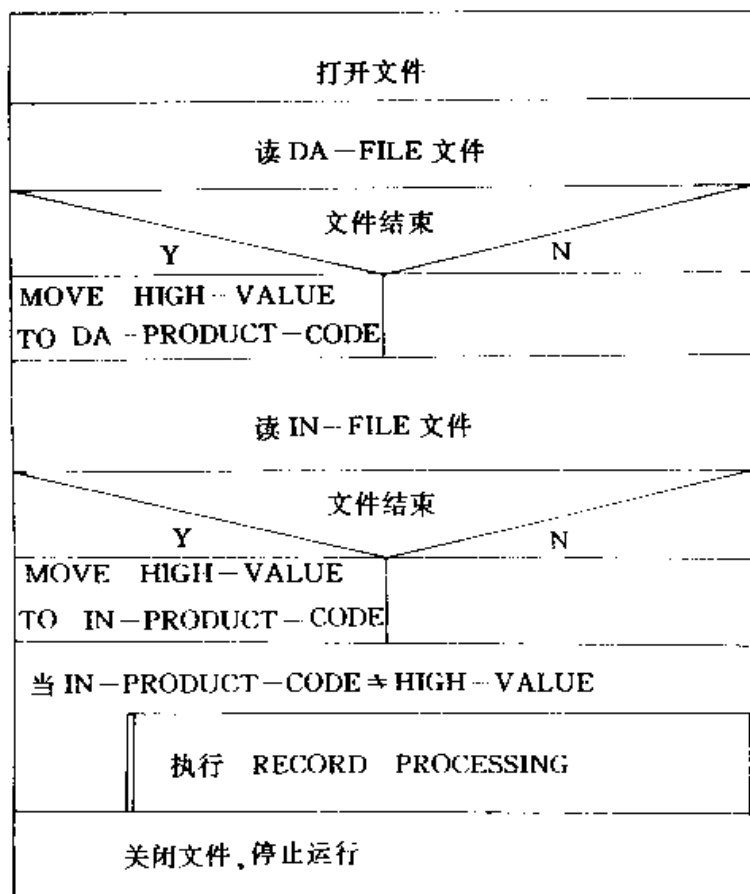 打开文件
读 DA-FILE 文件
文件结束
Y N
MOVE HIGH-VALUE
TO DA-PRODUCT-CODE
读 IN-FILE 文件
文件结束
Y N
MOVE HIGH-VALUE
TO IN-PRODUCT-CODE
当 IN-PRODUCT-CODE ≠ HIGH-VALUE
执行 RECORD PROCESSING
关闭文件,停止运行